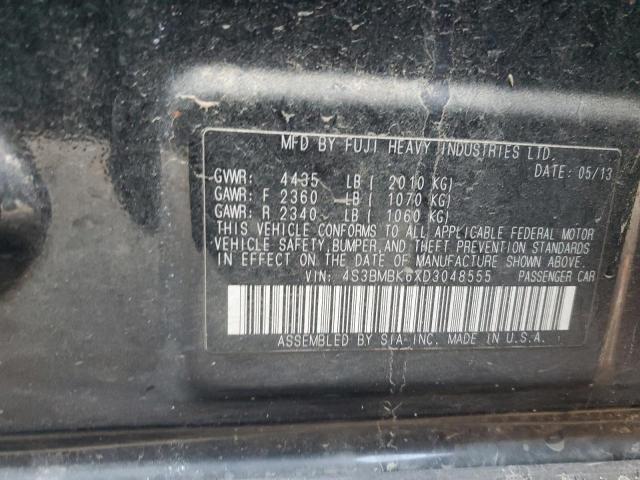 MFD BY FUJI HEAVY INDUSTRIES LTD.
DATE: 05/13
GVWR: 4435 LB ( 2010 KG)
GAWR: F 2360 LB ( 1070 KG)
GAWR: R 2340 LB ( 1060 KG)
THIS VEHICLE CONFORMS TO ALL APPLICABLE FEDERAL MOTOR
VEHICLE SAFETY, BUMPER, AND THEFT PREVENTION STANDARDS
IN EFFECT ON THE DATE OF MANUFACTURE SHOWN ABOVE.
VIN: 4S3BMBK6XD3048555 PASSENGER CAR
ASSEMBLED BY SIA-INC. MADE IN U.S.A.